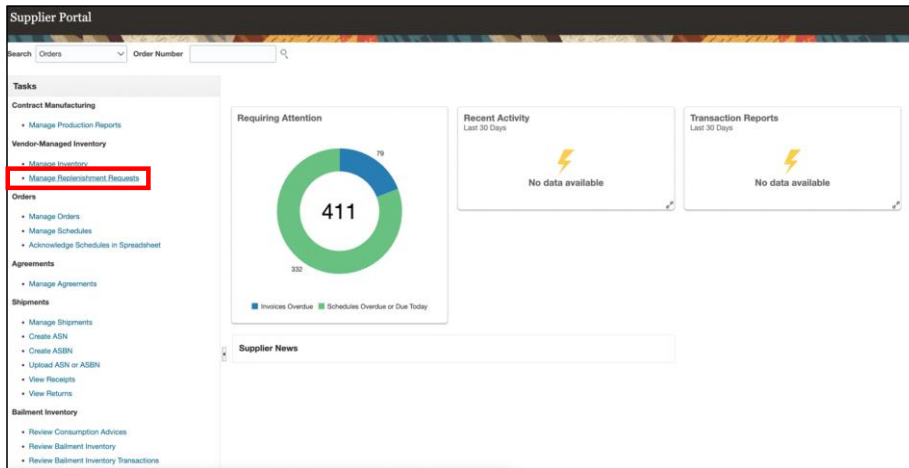 Supplier Portal
Search Orders Order Number
Tasks
Contract Manufacturing
Manage Production Reports
Vendor-Managed Inventory
Manage Inventory
Manage Replenishment Requests
Orders
Manage Orders
Manage Schedules
Acknowledge Schedules in Spreadsheet
Agreements
Manage Agreements
Shipments
Manage Shipments
Create ASN
Create ASBN
Upload ASN or ASBN
View Receipts
View Returns
Bailment Inventory
Review Consumption Advices
Review Bailment Inventory
Review Bailment Inventory Transactions
Requiring Attention
79
411
332
Invoices Overdue Schedules Overdue or Due Today
Recent Activity
Last 30 Days
No data available
Transaction Reports
Last 30 Days
No data available
Supplier News